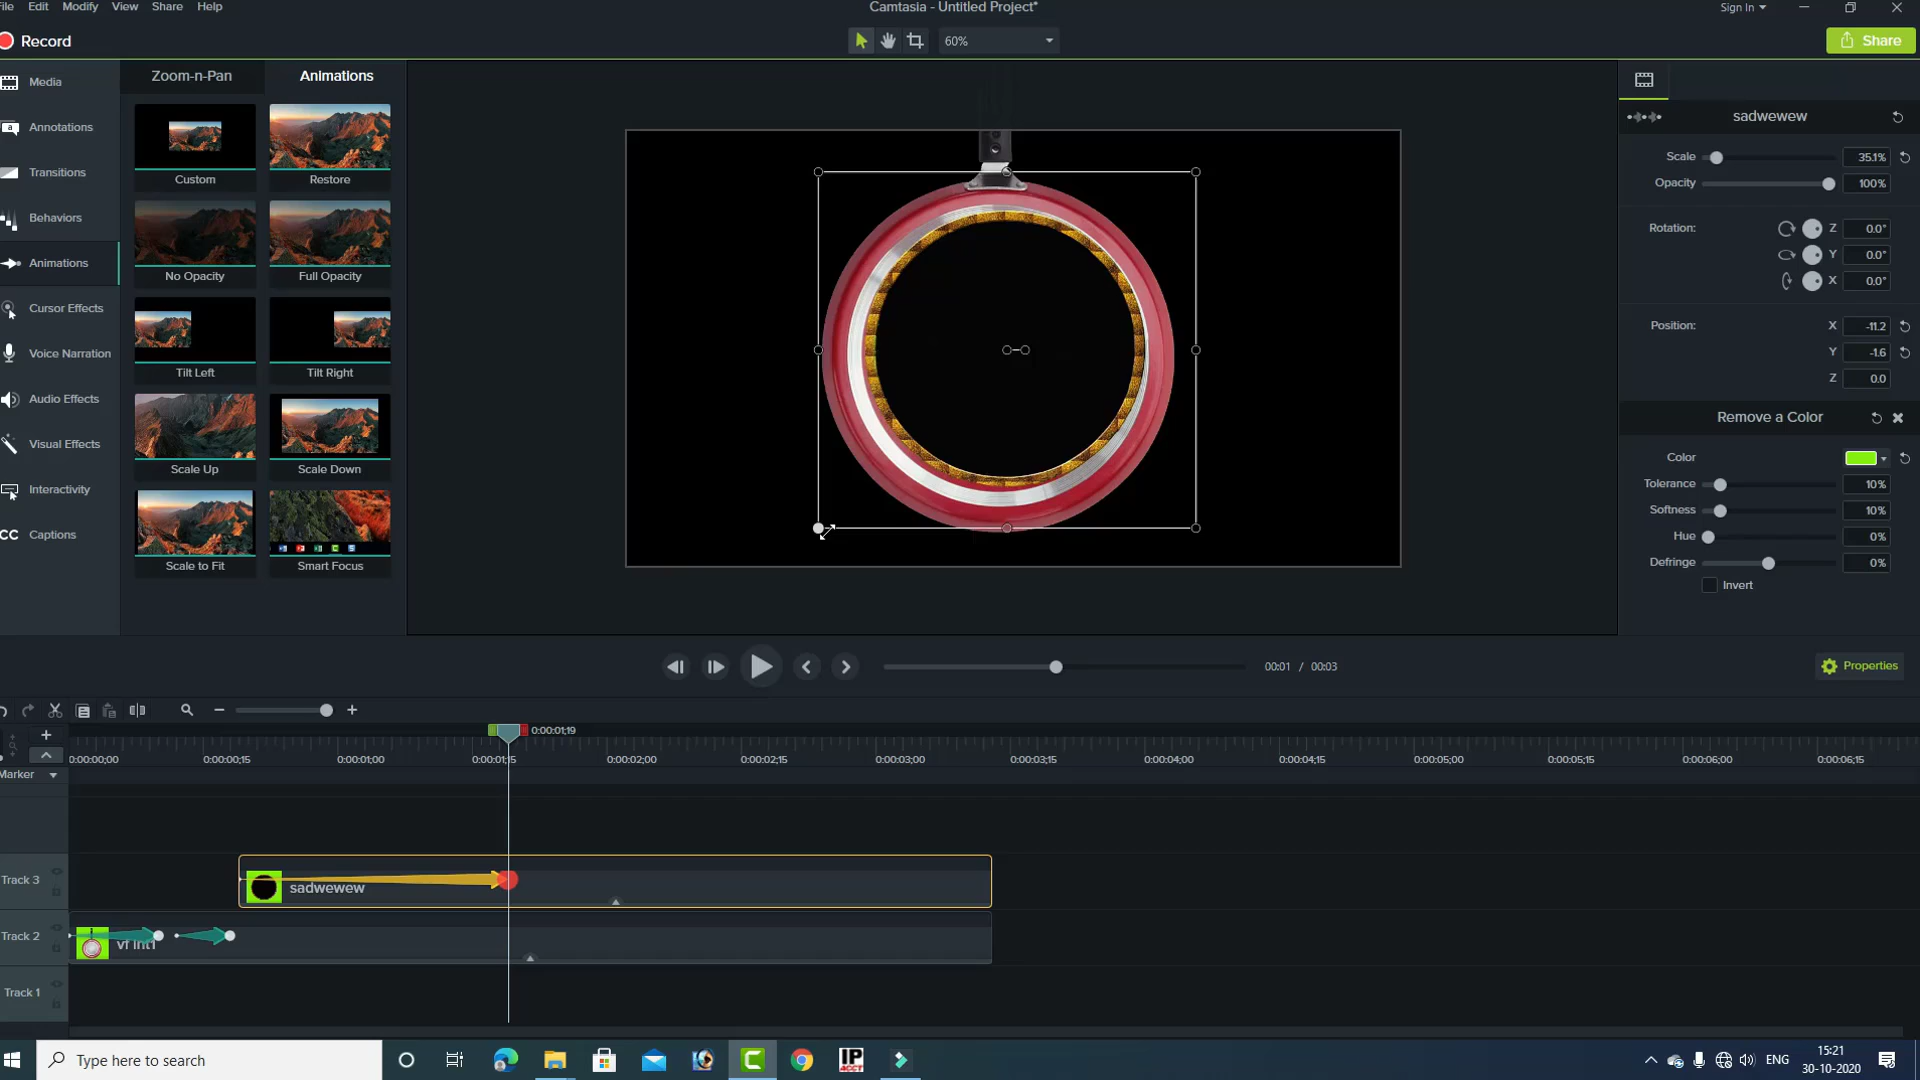 File Edit Modify View Share Help
Camtasia - Untitled Project*
Sign In
Record
60%
Share
Media
Annotations
Transitions
Behaviors
Animations
Cursor Effects
Voice Narration
Audio Effects
Visual Effects
Interactivity
CC Captions
Zoom-n-Pan Animations
Custom Restore
No Opacity Full Opacity
Tilt Left Tilt Right
Scale Up Scale Down
Scale to Fit Smart Focus
sadwewew
Scale 35.1%
Opacity 100%
Rotation: Z 0.0°
Y 0.0°
X 0.0°
Position: X -11.2
Y -1.6
Z 0.0
Remove a Color
Color
Tolerance 10%
Softness 10%
Hue 0%
Defringe 0%
Invert
00:01 / 00:03
Properties
0:00:01;19
0:00:00;00 0:00:00;15 0:00:01;00 0:00:01;15 0:00:02;00 0:00:02;15 0:00:03;00 0:00:03;15 0:00:04;00 0:00:04;15 0:00:05;00 0:00:05;15 0:00:06;00 0:00:06;15
Marker
Track 3
sadwewew
Track 2
vf int1
Track 1
Type here to search
IP
ACCT
ENG
15:21
30-10-2020